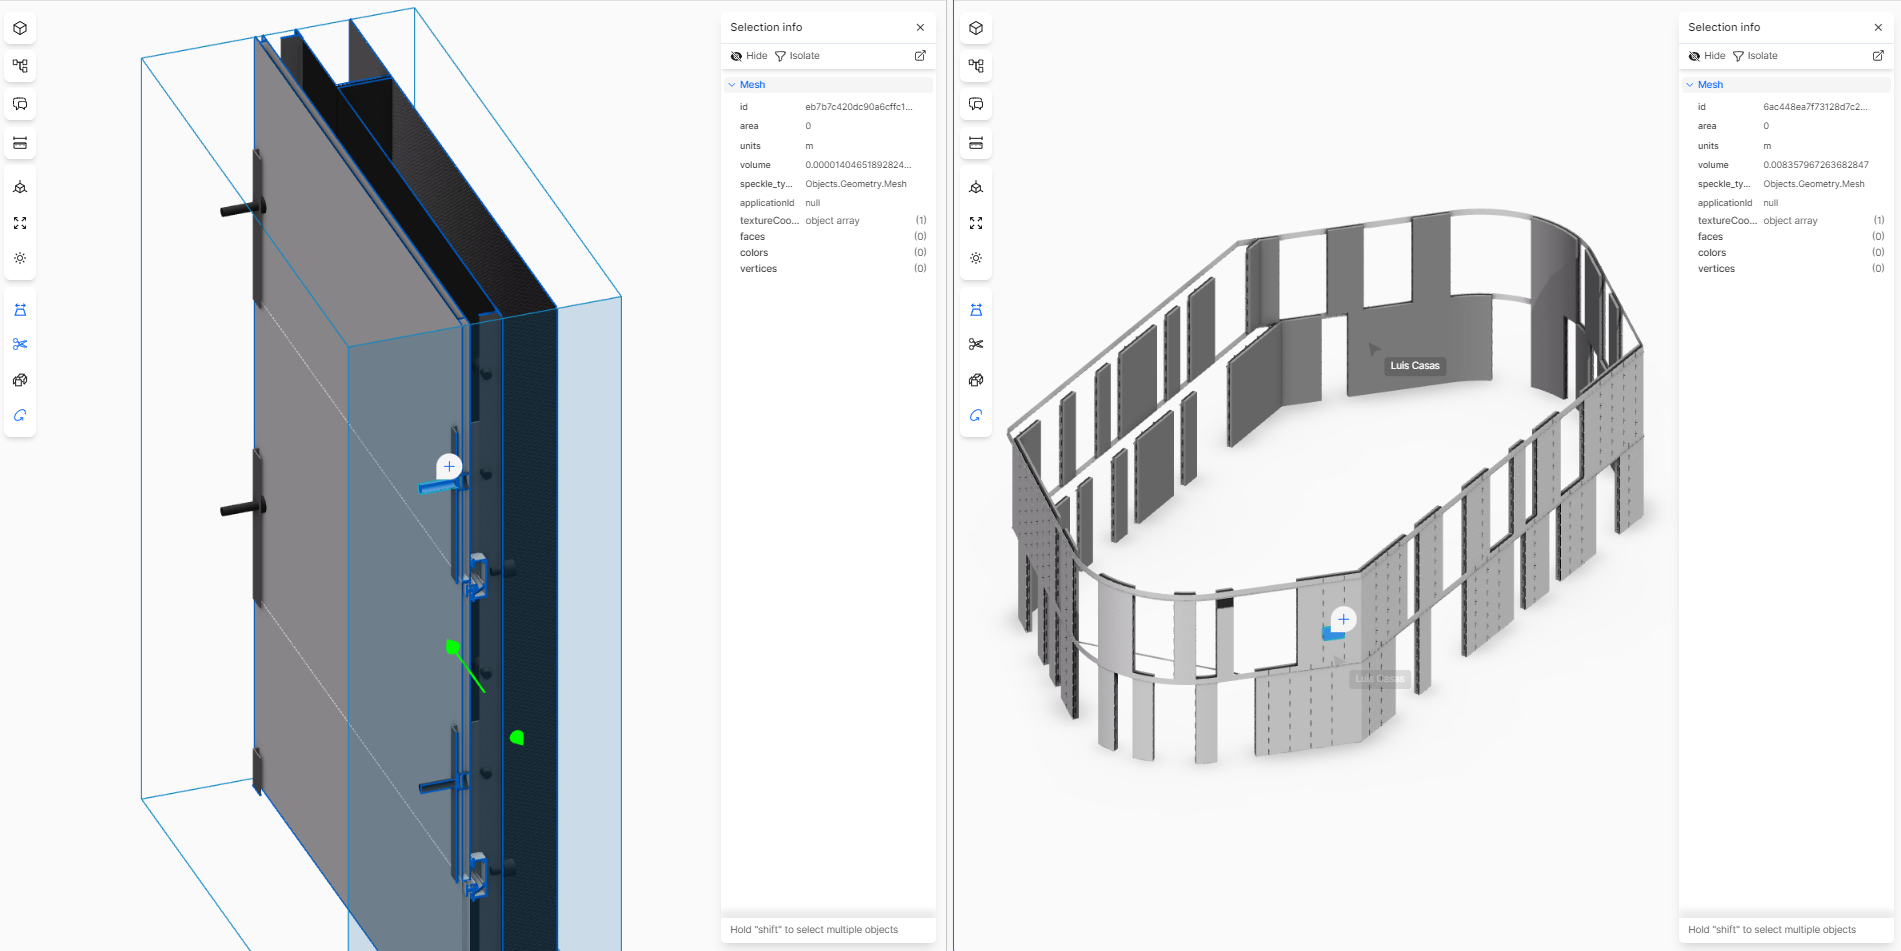 Selection info
Hide Isolate
Mesh
id eb7b7c420dc90a6cffc1...
area 0
units m
volume 0.00001404651892824...
speckle_ty... Objects.Geometry.Mesh
applicationId null
textureCoo... object array (1)
faces (0)
colors (0)
vertices (0)
Hold "shift" to select multiple objects
Luis Casas
Luis Casas
Selection info
Hide Isolate
Mesh
id 6ac448ea7f73128d7c2...
area 0
units m
volume 0.008357967263682847
speckle_ty... Objects.Geometry.Mesh
applicationId null
textureCoo... object array (1)
faces (0)
colors (0)
vertices (0)
Hold "shift" to select multiple objects